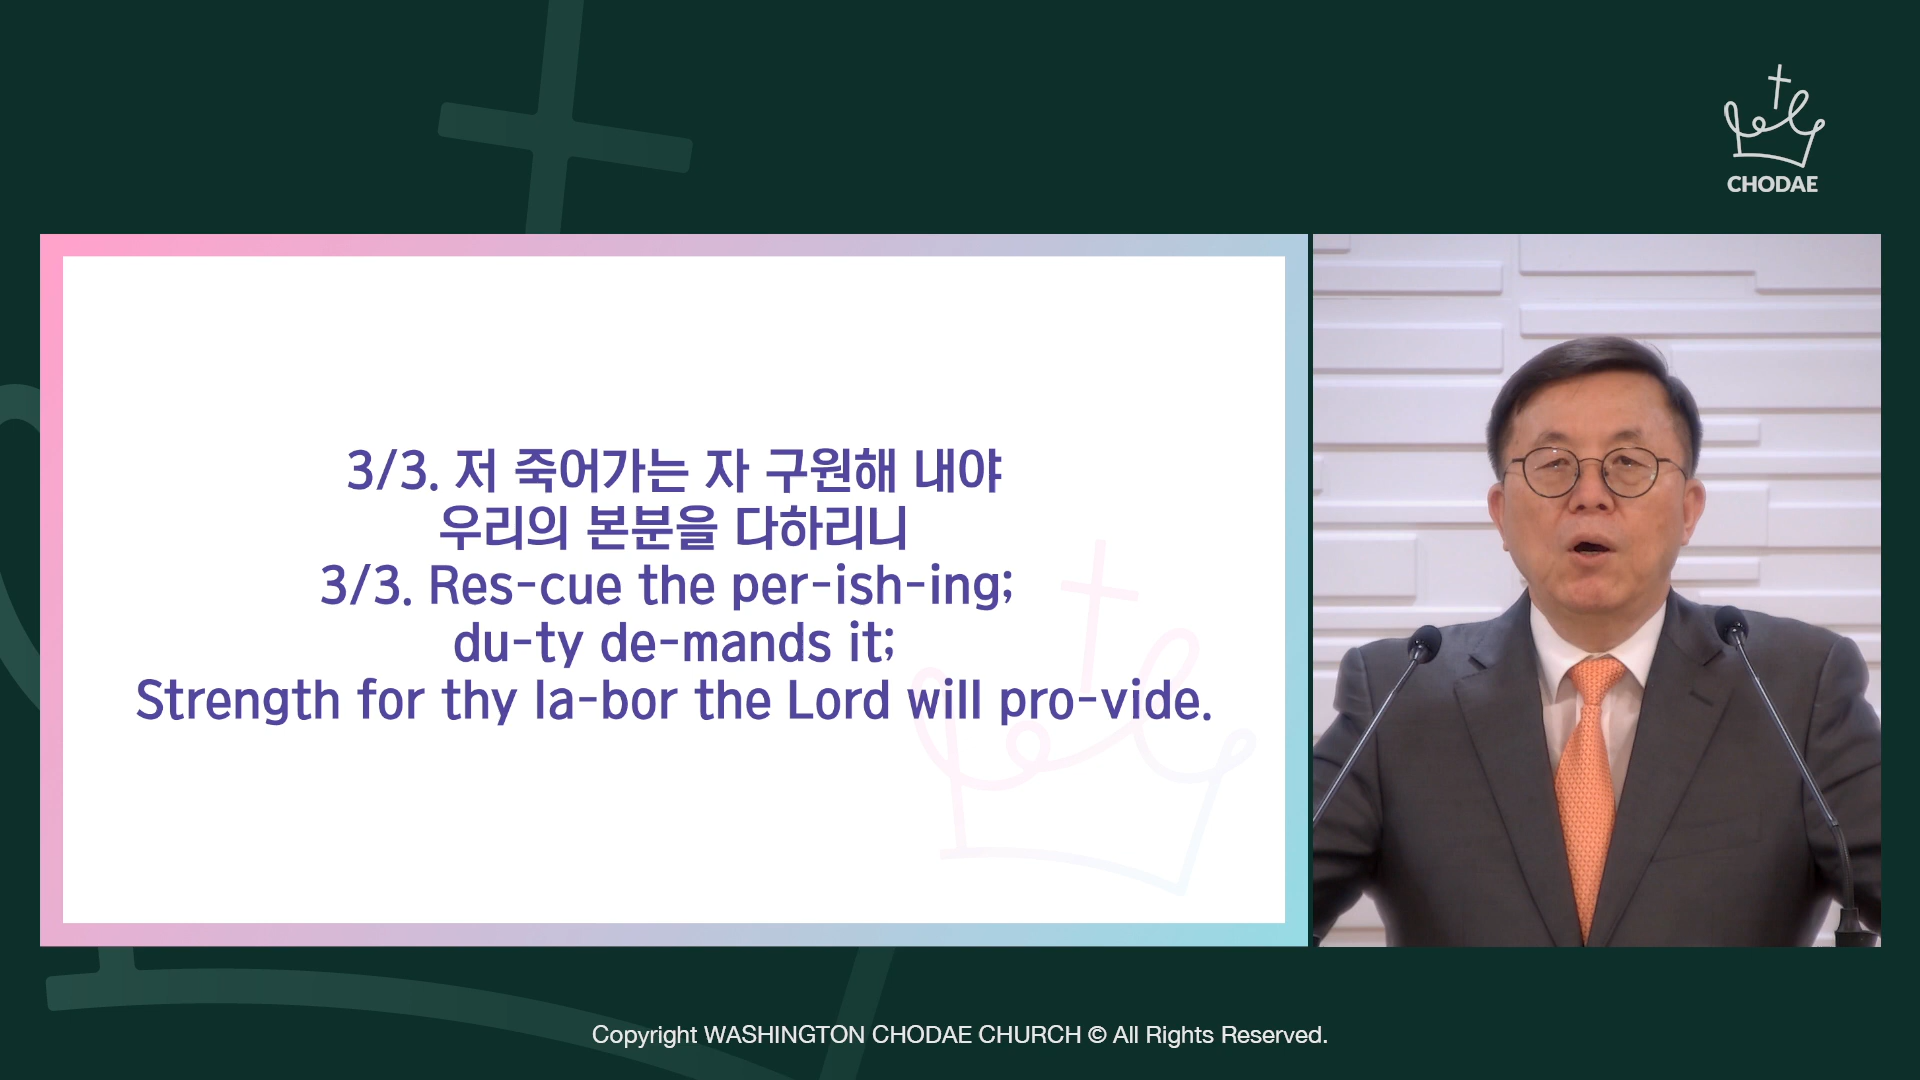 CHODAE
3/3. 저 죽어가는 자 구원해 내야
우리의 본분을 다하리니
3/3. Res-cue the per-ish-ing;
du-ty de-mands it;
Strength for thy la-bor the Lord will pro-vide.
Copyright WASHINGTON CHODAE CHURCH © All Rights Reserved.